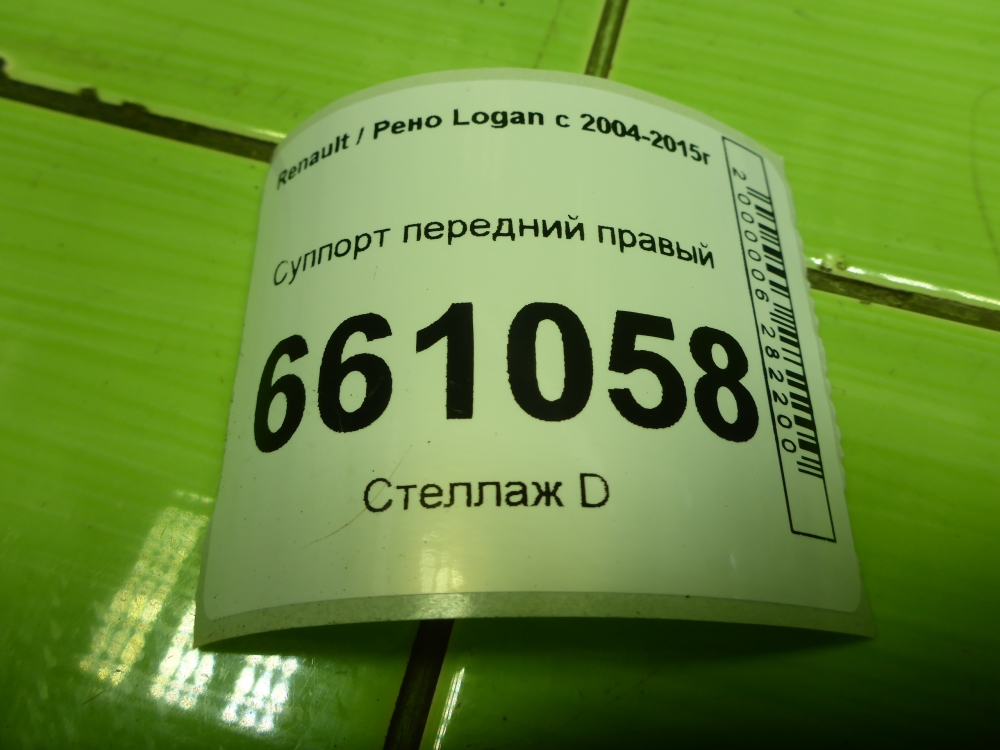 Renault / Рено Logan с 2004-2015г
Суппорт передний правый
661058
Стеллаж D
2000006282200